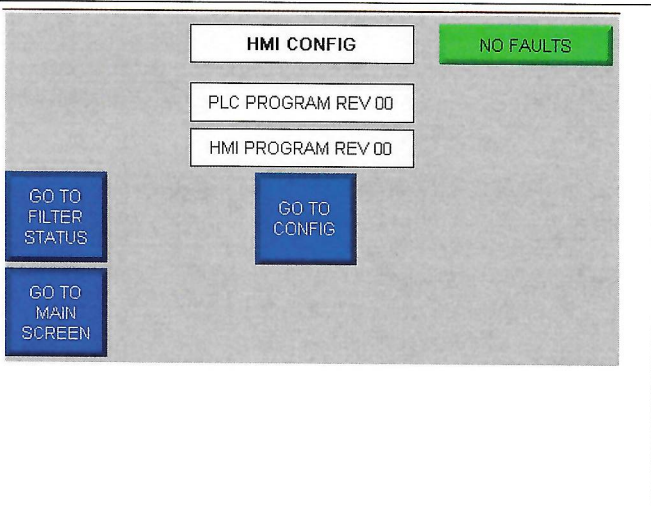 HMI CONFIG
NO FAULTS
PLC PROGRAM REV 00
HMI PROGRAM REV 00
GO TO
FILTER
STATUS
GO TO
CONFIG
GO TO
MAIN
SCREEN